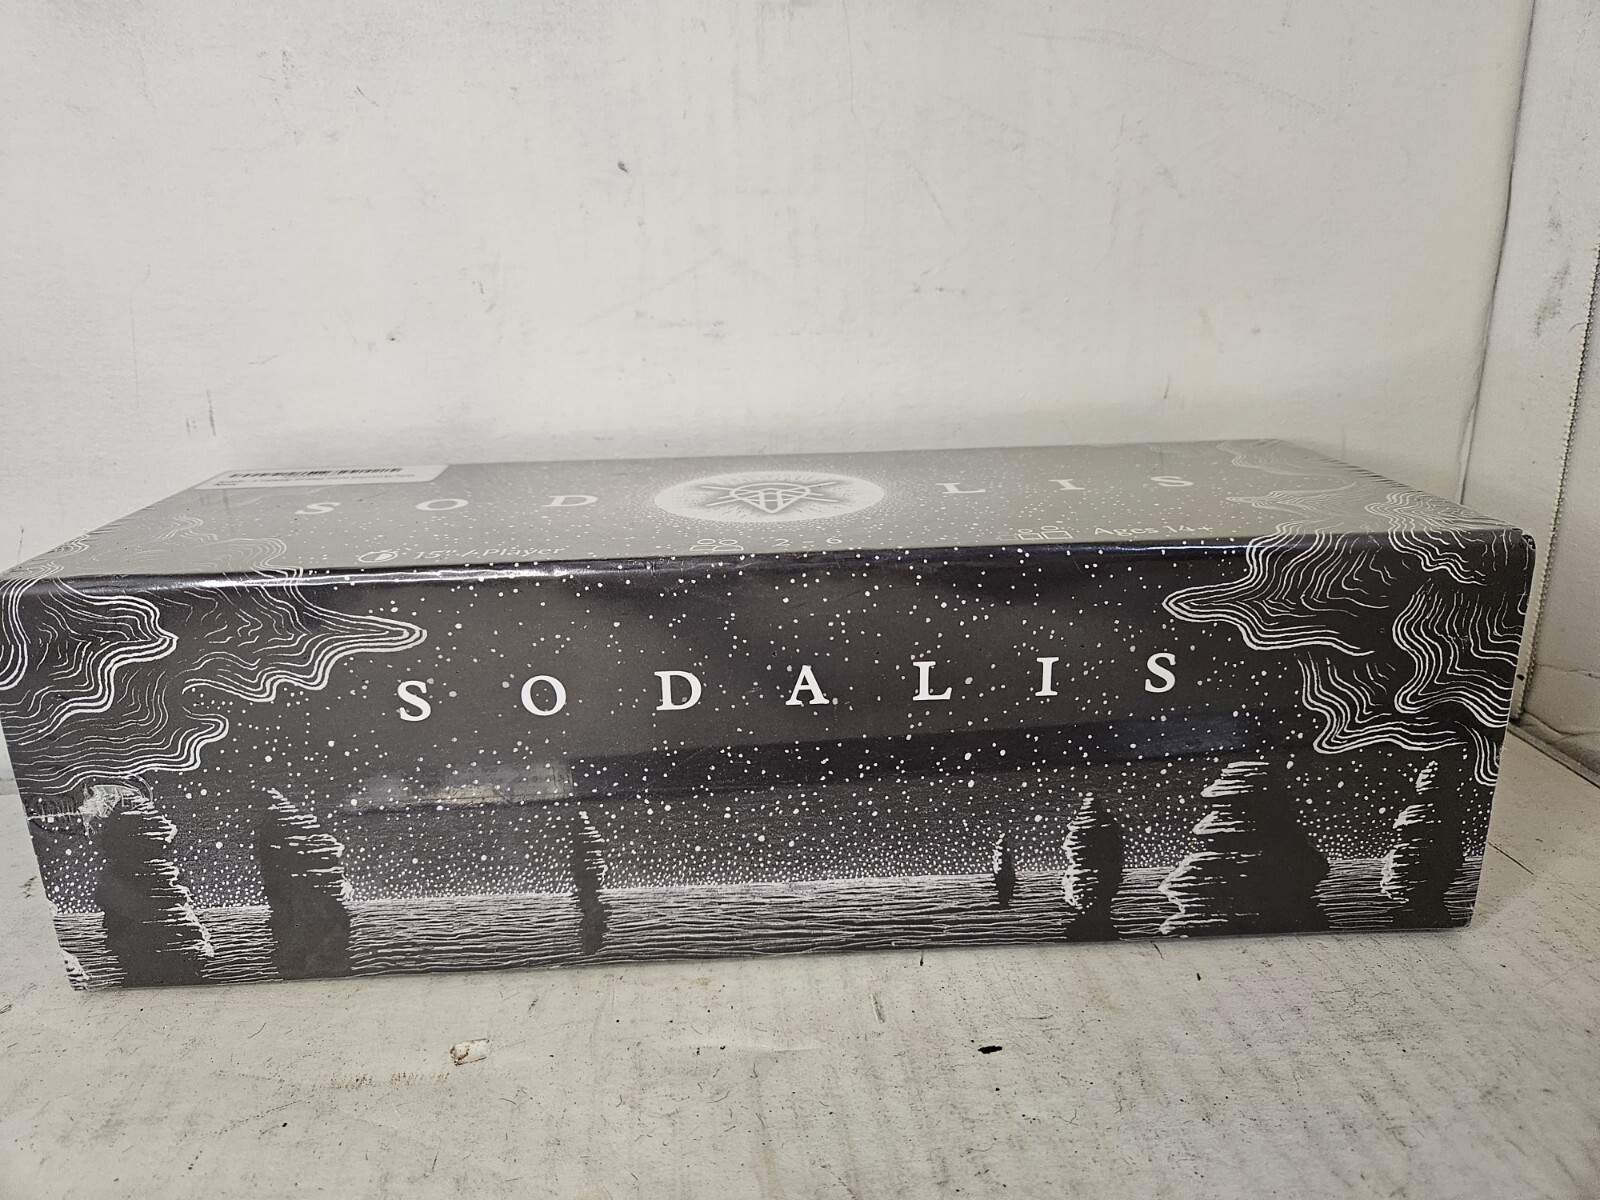 S O D A L I S
15"/Player 2 - 6 Ages 14+
S O D A L I S